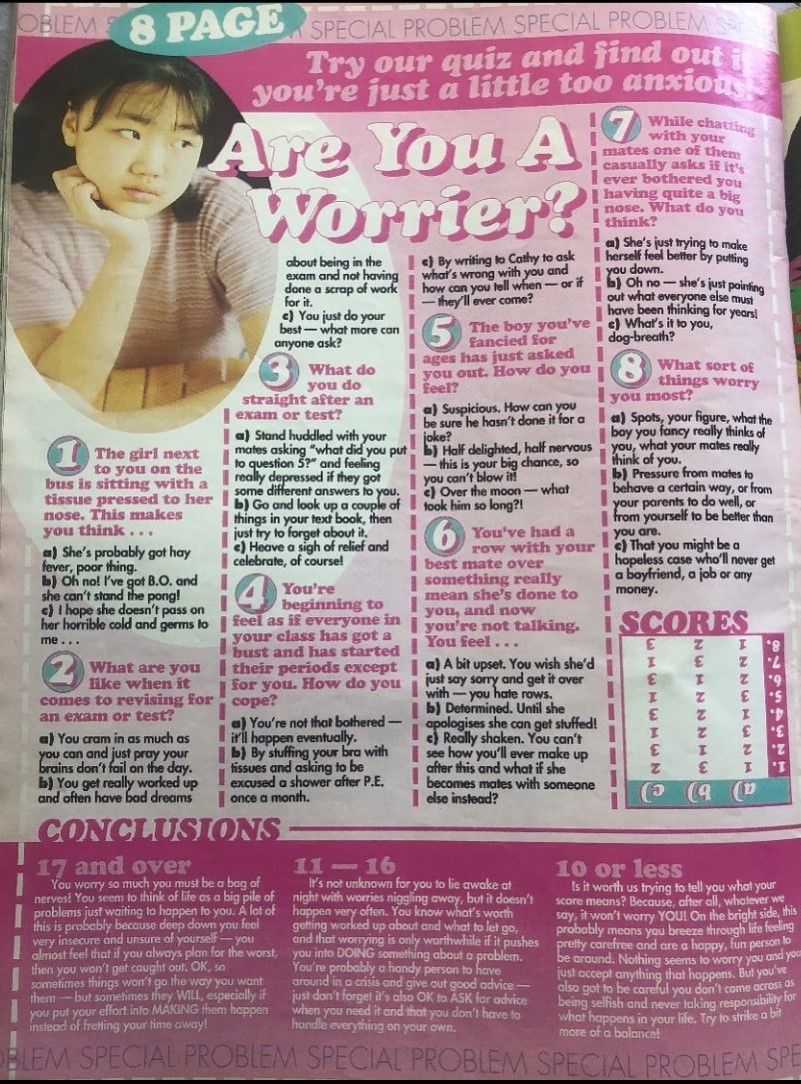 OBLEM SPECIAL PROBLEM SPECIAL PROBLEM SP
8 PAGE
Try our quiz and find out if
you're just a little too anxious!
Are You A
Worrier?
1 The girl next
to you on the
bus is sitting with a
tissue pressed to her
nose. This makes
you think . . .
a) She's probably got hay
fever, poor thing.
b) Oh no! I've got B.O. and
she can't stand the pong!
c) I hope she doesn't pass on
her horrible cold and germs to
me . . .
2 What are you
like when it
comes to revising for
an exam or test?
a) You cram in as much as
you can and just pray your
brains don't fail on the day.
b) You get really worked up
and often have bad dreams
about being in the
exam and not having
done a scrap of work
for it.
c) You just do your
best — what more can
anyone ask?
3 What do
you do
straight after an
exam or test?
a) Stand huddled with your
mates asking "what did you put
to question 5?" and feeling
really depressed if they got
some different answers to you.
b) Go and look up a couple of
things in your text book, then
just try to forget about it.
c) Heave a sigh of relief and
celebrate, of course!
4 You're
beginning to
feel as if everyone in
your class has got a
bust and has started
their periods except
for you. How do you
cope?
a) You're not that bothered —
it'll happen eventually.
b) By stuffing your bra with
tissues and asking to be
excused a shower after P.E.
once a month.
c) By writing to Cathy to ask
what's wrong with you and
how can you tell when — or if
— they'll ever come?
5 The boy you've
fancied for
ages has just asked
you out. How do you
feel?
a) Suspicious. How can you
be sure he hasn't done it for a
joke?
b) Half delighted, half nervous
— this is your big chance, so
you can't blow it!
c) Over the moon — what
took him so long?!
6 You've had a
row with your
best mate over
something really
mean she's done to
you, and now
you're not talking.
You feel . . .
a) A bit upset. You wish she'd
just say sorry and get it over
with — you hate rows.
b) Determined. Until she
apologises she can get stuffed!
c) Really shaken. You can't
see how you'll ever make up
after this and what if she
becomes mates with someone
else instead?
7 While chatting
with your
mates one of them
casually asks if it's
ever bothered you
having quite a big
nose. What do you
think?
a) She's just trying to make
herself feel better by putting
you down.
b) Oh no — she's just pointing
out what everyone else must
have been thinking for years!
c) What's it to you,
dog-breath?
8 What sort of
things worry
you most?
a) Spots, your figure, what the
boy you fancy really thinks of
you, what your mates really
think of you.
b) Pressure from mates to
behave a certain way, or from
your parents to do well, or
from yourself to be better than
you are.
c) That you might be a
hopeless case who'll never get
a boyfriend, a job or any
money.
SCORES
a) b) c)
1. 1 3 2
2. 2 1 3
3. 3 2 1
4. 1 2 3
5. 3 2 1
6. 2 1 3
7. 2 3 1
8. 1 2 3
CONCLUSIONS
17 and over
You worry so much you must be a bag of
nerves! You seem to think of life as a big pile of
problems just waiting to happen to you. A lot of
this is probably because deep down you feel
very insecure and unsure of yourself — you
almost feel that if you always plan for the worst,
then you won't get caught out. OK, so
sometimes things won't go the way you want
them — but sometimes they WILL, especially if
you put your effort into MAKING them happen
instead of fretting your time away!
11 — 16
It's not unknown for you to lie awake at
night with worries niggling away, but it doesn't
happen very often. You know what's worth
getting worked up about and what to let go,
and that worrying is only worthwhile if it pushes
you into DOING something about a problem.
You're probably a handy person to have
around in a crisis and give out good advice —
just don't forget it's also OK to ASK for advice
when you need it and that you don't have to
handle everything on your own.
10 or less
Is it worth us trying to tell you what your
score means? Because, after all, whatever we
say, it won't worry YOU! On the bright side, this
probably means you breeze through life feeling
pretty carefree and are a happy, fun person to
be around. Nothing seems to worry you and you
just accept anything that happens. But you've
also got to be careful you don't come across as
being selfish and never taking responsibility for
what happens in your life. Try to strike a bit
more of a balance!
OBLEM SPECIAL PROBLEM SPECIAL PROBLEM SPECIAL PROBLEM SPE